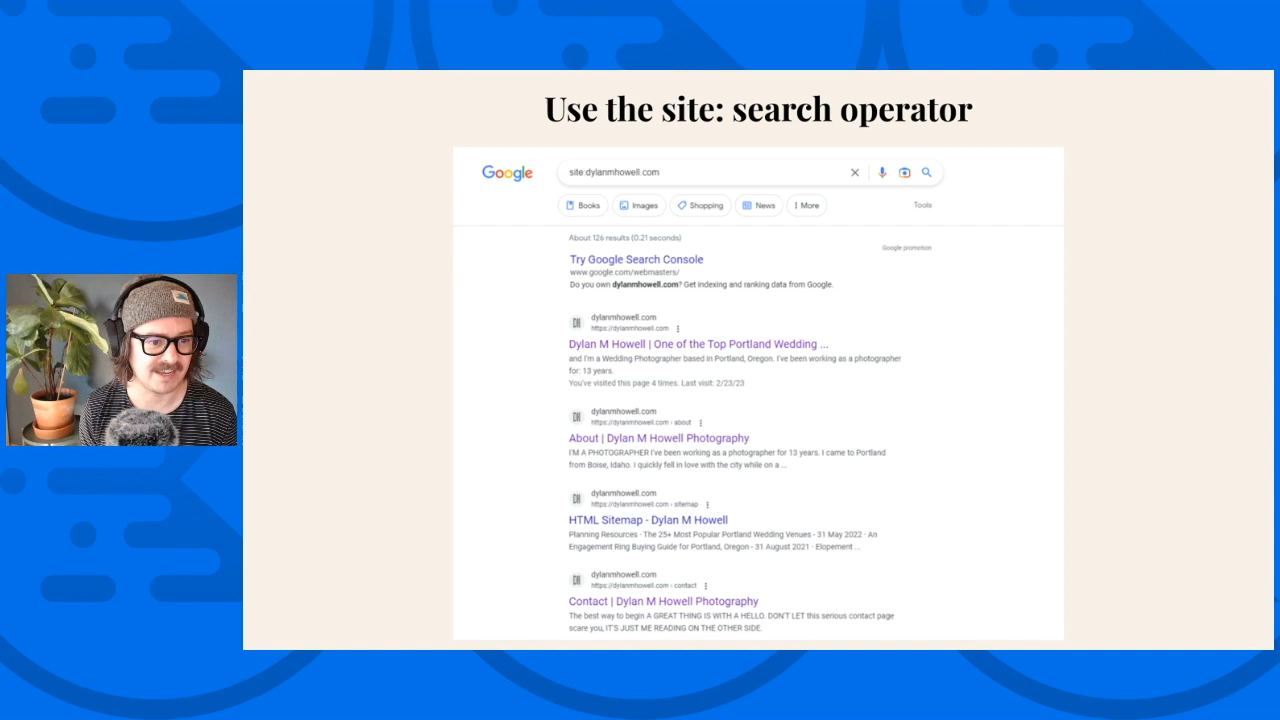 Use the site: search operator
Google
site:dylanmhowell.com
Books
Images
Shopping
News
More
Tools
About 126 results (0.21 seconds)
Google promotion
Try Google Search Console
www.google.com/webmasters/
Do you own dylanmhowell.com? Get indexing and ranking data from Google.
DH
dylanmhowell.com
https://dylanmhowell.com
Dylan M Howell | One of the Top Portland Wedding ...
and I'm a Wedding Photographer based in Portland, Oregon. I've been working as a photographer
for: 13 years.
You've visited this page 4 times. Last visit: 2/23/23
DH
dylanmhowell.com
https://dylanmhowell.com › about
About | Dylan M Howell Photography
I'M A PHOTOGRAPHER I've been working as a photographer for 13 years. I came to Portland
from Boise, Idaho. I quickly fell in love with the city while on a ...
DH
dylanmhowell.com
https://dylanmhowell.com › sitemap
HTML Sitemap - Dylan M Howell
Planning Resources · The 25+ Most Popular Portland Wedding Venues - 31 May 2022 · An
Engagement Ring Buying Guide for Portland, Oregon - 31 August 2021 · Elopement ...
DH
dylanmhowell.com
https://dylanmhowell.com › contact
Contact | Dylan M Howell Photography
The best way to begin A GREAT THING IS WITH A HELLO. DON'T LET this serious contact page
scare you, IT'S JUST ME READING ON THE OTHER SIDE.